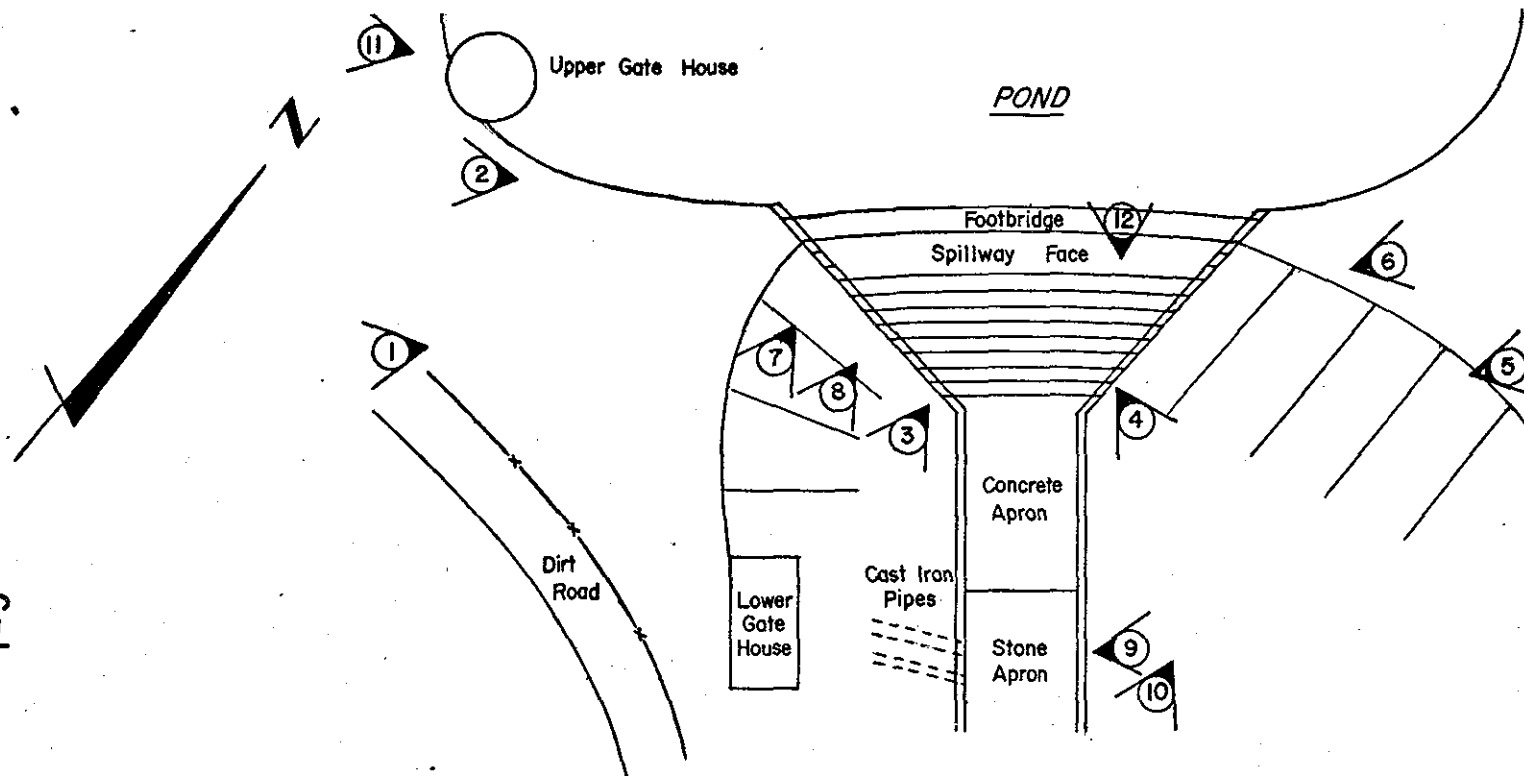 11
Upper Gate House
POND
N
2
Footbridge
12
Spillway Face
6
1
7
8
5
3
4
Concrete
Apron
Dirt
Road
Cast Iron
Pipes
Lower
Gate
House
Stone
Apron
9
10